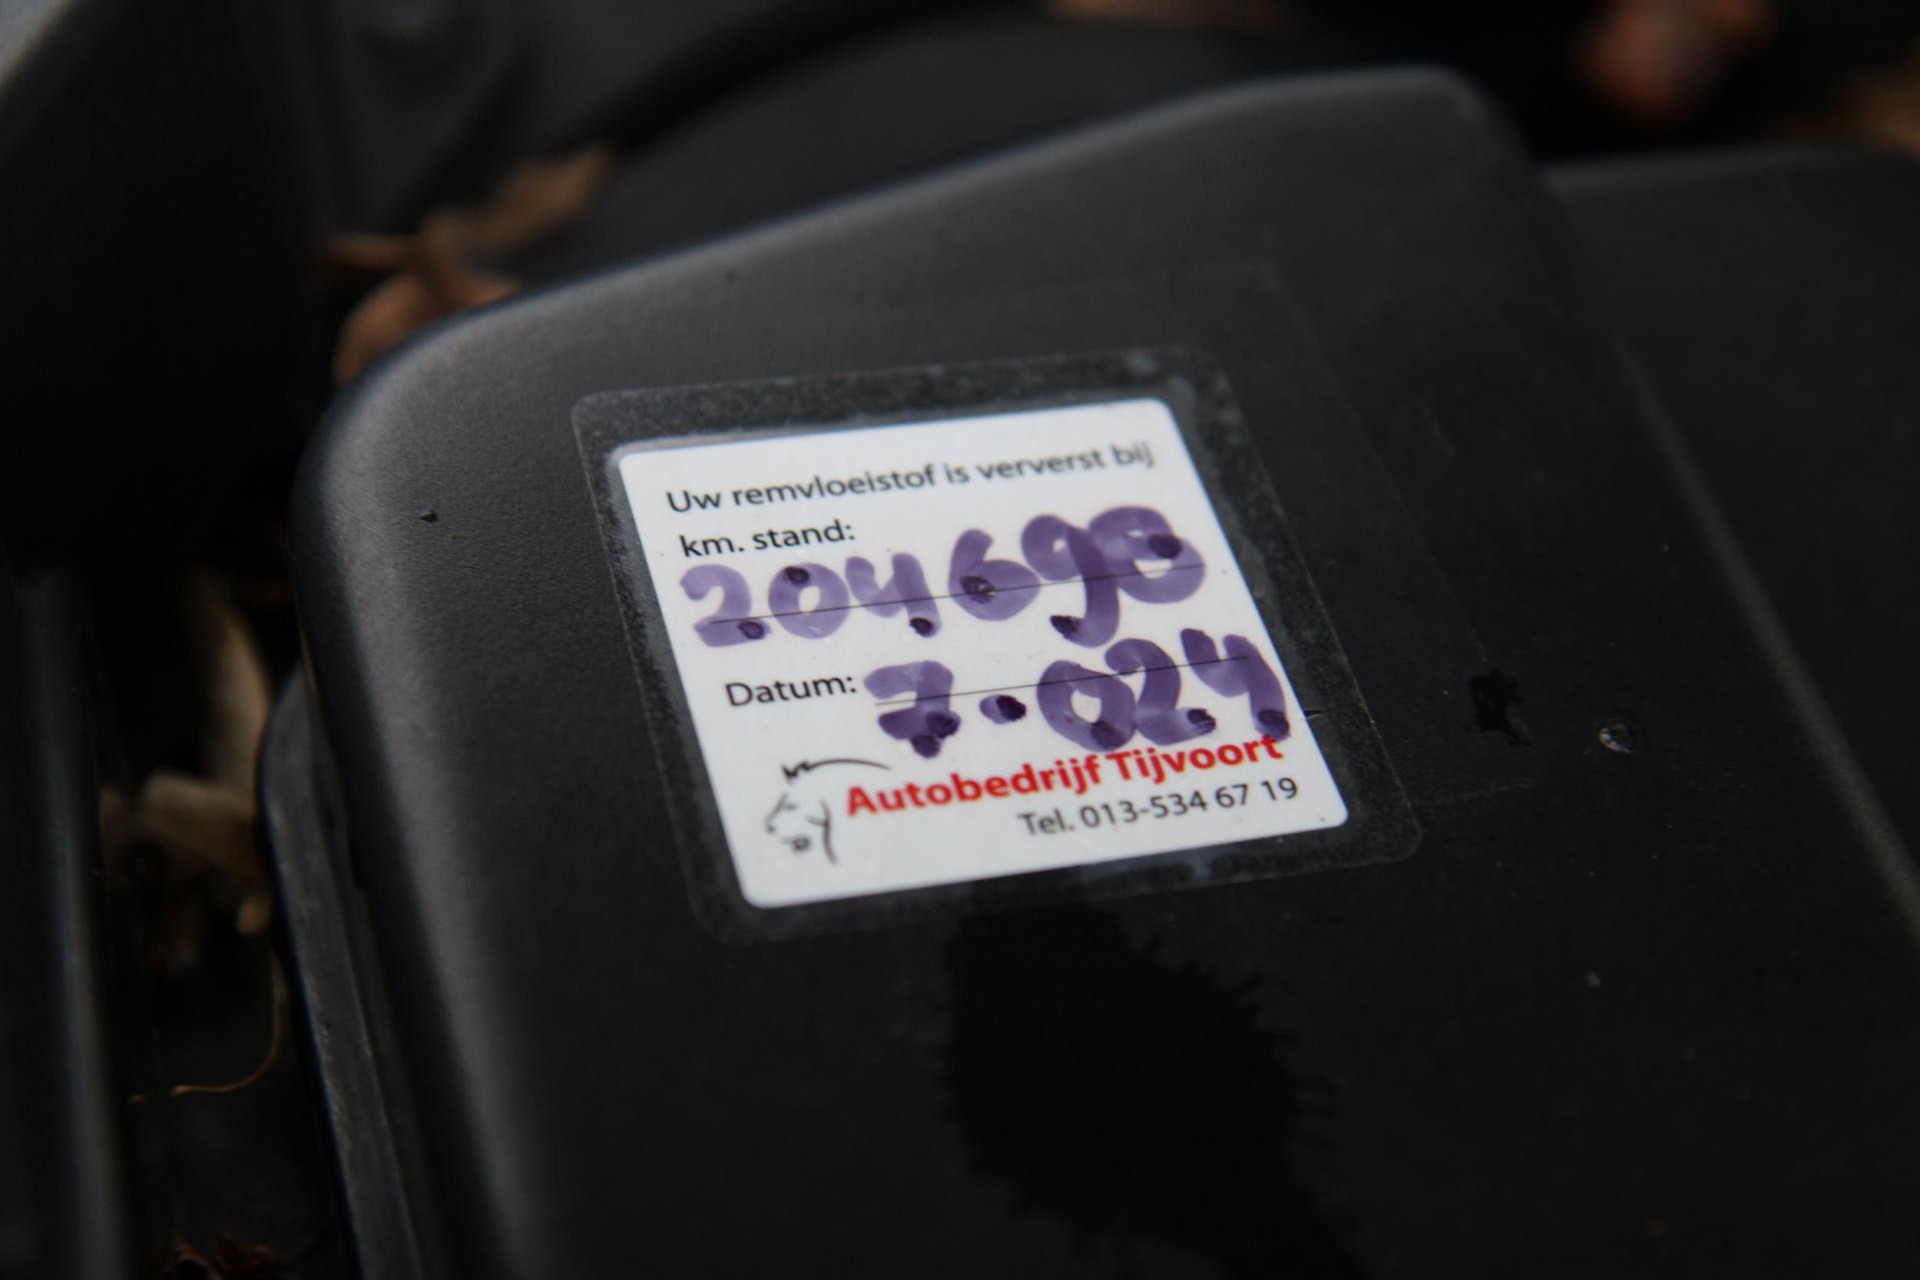 Uw remvloeistof is ververst bij
km. stand:
204698
Datum: 7-024
Autobedrijf Tijvoort
Tel. 013-534 67 19